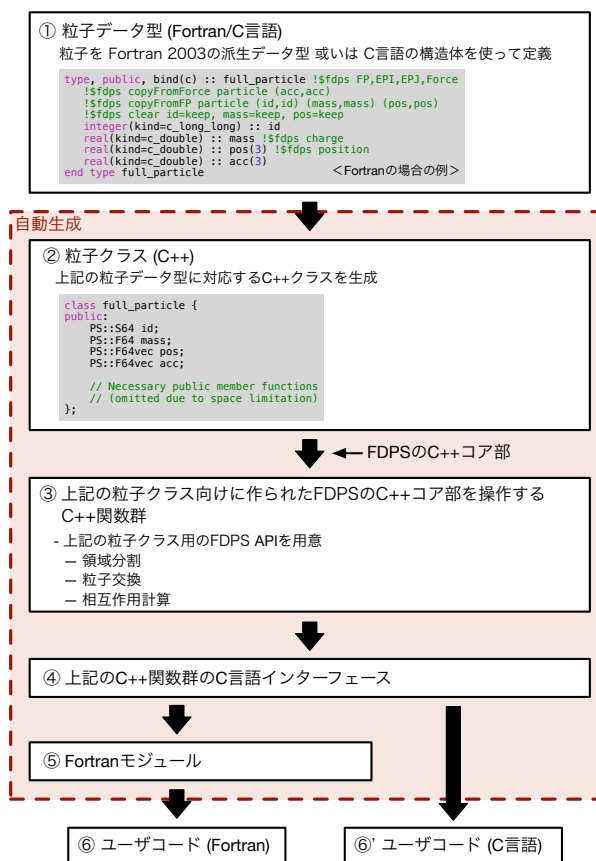 ① 粒子データ型 (Fortran/C言語)
粒子を Fortran 2003の派生データ型 或いは C言語の構造体を使って定義
type, public, bind(c) :: full_particle !$fdps FP,EPI,EPJ,Force
!$fdps copyFromForce particle (acc,acc)
!$fdps copyFromFP particle (id,id) (mass,mass) (pos,pos)
!$fdps clear id=keep, mass=keep, pos=keep
integer(kind=c_long_long) :: id
real(kind=c_double) :: mass !$fdps charge
real(kind=c_double) :: pos(3) !$fdps position
real(kind=c_double) :: acc(3)
end type full_particle
<Fortranの場合の例>
自動生成
② 粒子クラス (C++)
上記の粒子データ型に対応するC++クラスを生成
class full_particle {
public:
PS::S64 id;
PS::F64 mass;
PS::F64vec pos;
PS::F64vec acc;
// Necessary public member functions
// (omitted due to space limitation)
};
FDPSのC++コア部
③ 上記の粒子クラス向けに作られたFDPSのC++コア部を操作する
C++関数群
- 上記の粒子クラス用のFDPS APIを用意
— 領域分割
— 粒子交換
— 相互作用計算
④ 上記のC++関数群のC言語インターフェース
⑤ Fortranモジュール
⑥ ユーザコード (Fortran)
⑥’ ユーザコード (C言語)